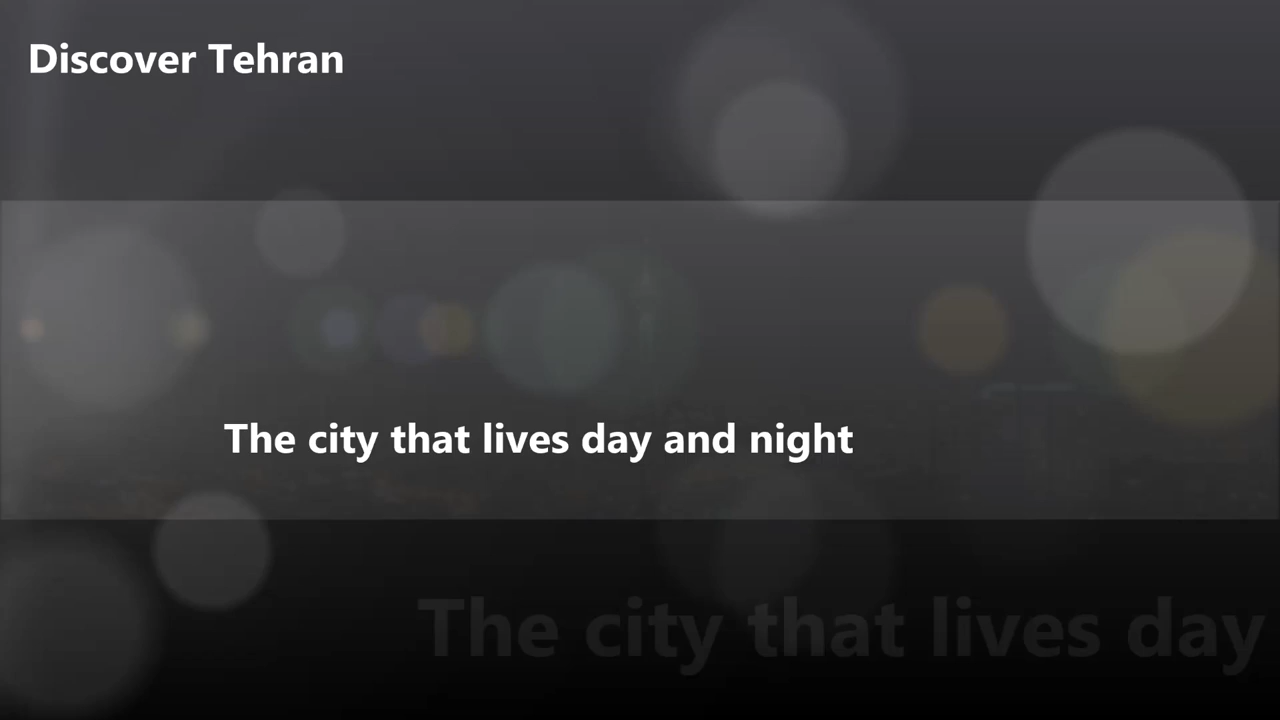 Discover Tehran
The city that lives day and night
The city that lives day